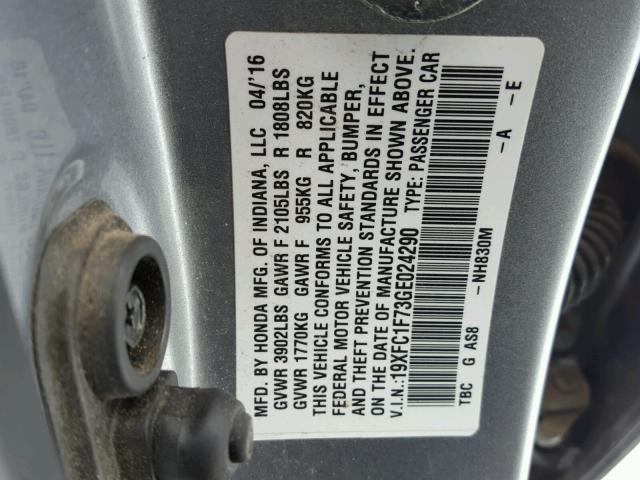 MFD. BY HONDA MFG. OF INDIANA, LLC 04/'16
GVWR 3902LBS GAWR F 2105LBS R 1808LBS
GVWR 1770KG GAWR F 955KG R 820KG
THIS VEHICLE CONFORMS TO ALL APPLICABLE
FEDERAL MOTOR VEHICLE SAFETY, BUMPER,
AND THEFT PREVENTION STANDARDS IN EFFECT
ON THE DATE OF MANUFACTURE SHOWN ABOVE.
V.I.N.:19XFC1F73GE024290 TYPE: PASSENGER CAR
TBC G AS8 -NH830M -A -E